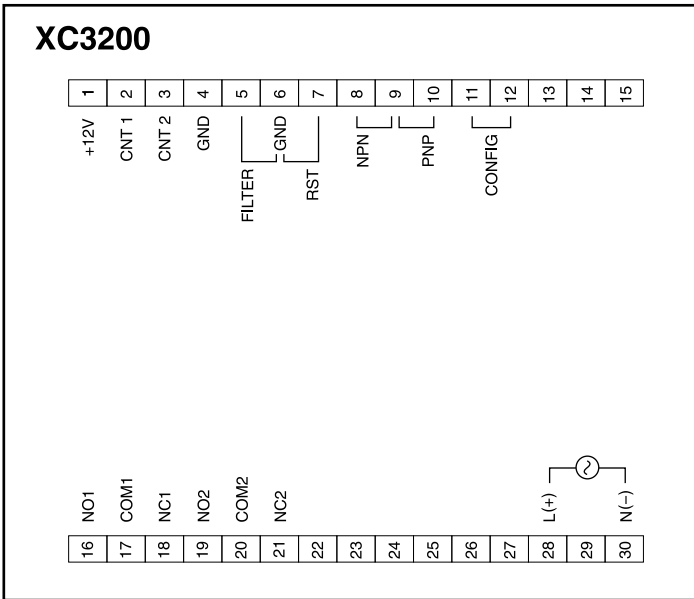 XC3200
1 2 3 4 5 6 7 8 9 10 11 12 13 14 15
+12V CNT 1 CNT 2 GND GND NPN PNP CONFIG
FILTER RST
NO1 COM1 NC1 NO2 COM2 NC2 L(+) N(−)
16 17 18 19 20 21 22 23 24 25 26 27 28 29 30